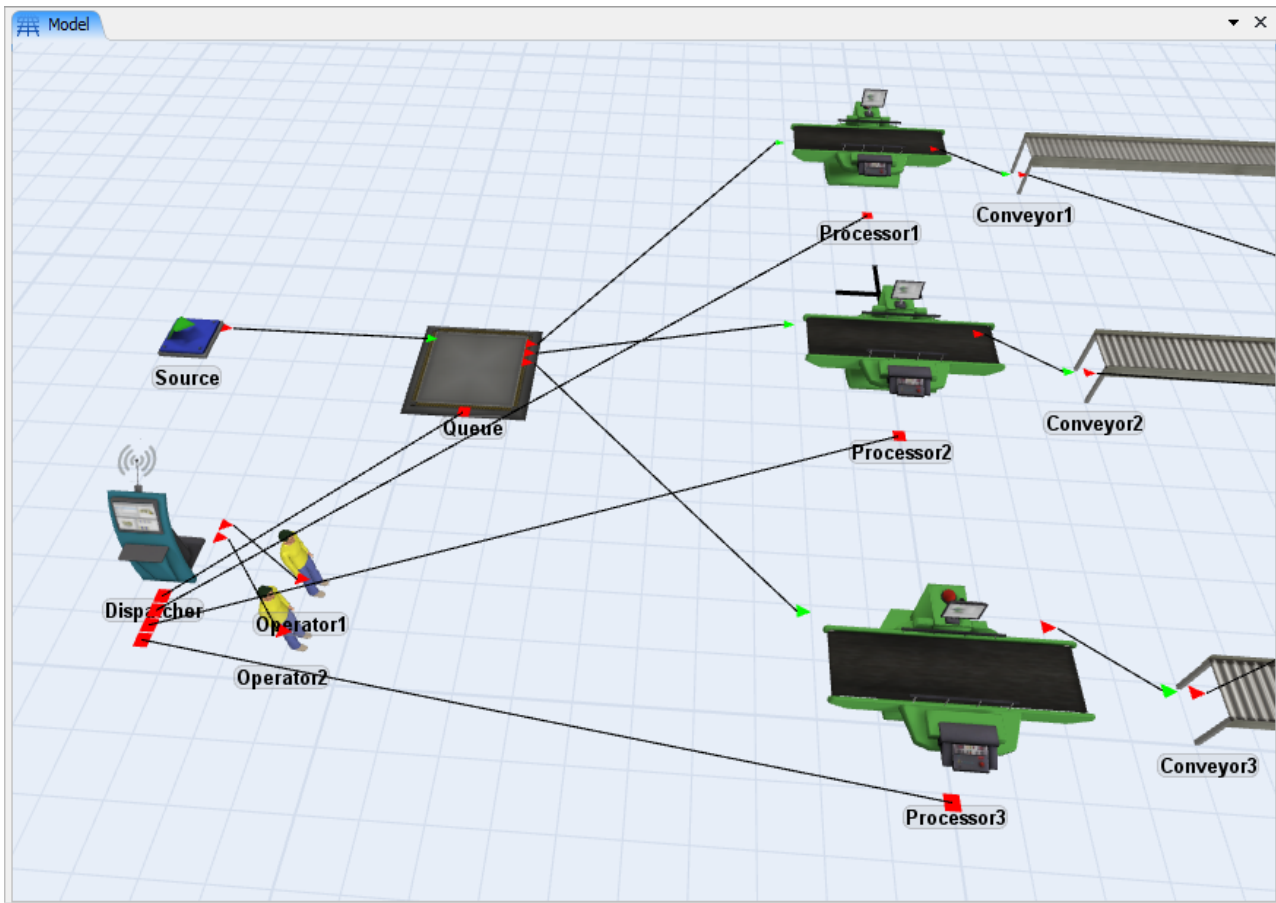 Model
Processor1
Conveyor1
Source
Queue
Processor2
Conveyor2
Dispatcher
Operator1
Operator2
Processor3
Conveyor3